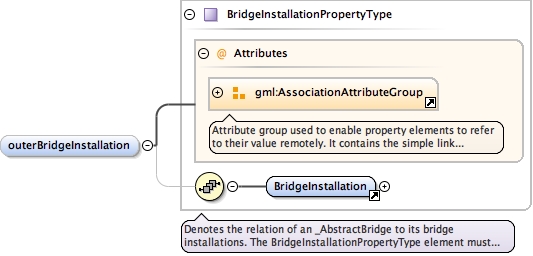 BridgeInstallationPropertyType
@ Attributes
gml:AssociationAttributeGroup
Attribute group used to enable property elements to refer
to their value remotely. It contains the simple link...
outerBridgeInstallation
BridgeInstallation
Denotes the relation of an _AbstractBridge to its bridge
installations. The BridgeInstallationPropertyType element must...